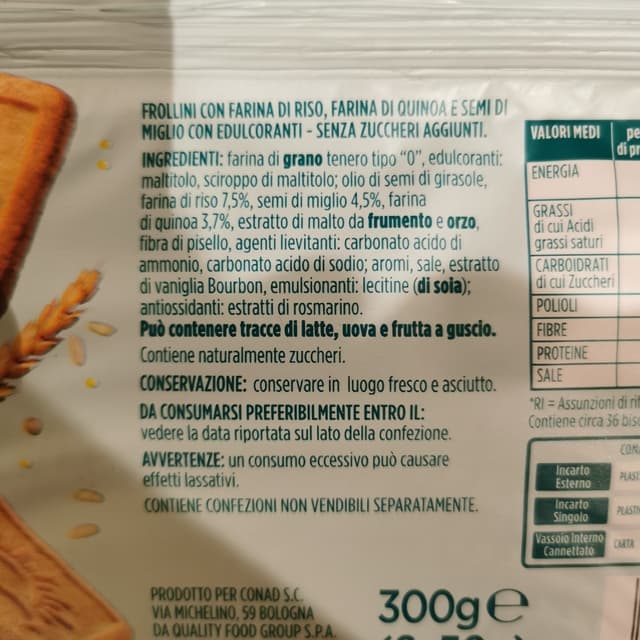 FROLLINI CON FARINA DI RISO, FARINA DI QUINOA E SEMI DI
MIGLIO CON EDULCORANTI - SENZA ZUCCHERI AGGIUNTI.
INGREDIENTI: farina di grano tenero tipo "0", edulcoranti:
maltitolo, sciroppo di maltitolo; olio di semi di girasole,
farina di riso 7,5%, semi di miglio 4,5%, farina
di quinoa 3,7%, estratto di malto da frumento e orzo,
fibra di pisello, agenti lievitanti: carbonato acido di
ammonio, carbonato acido di sodio; aromi, sale, estratto
di vaniglia Bourbon, emulsionanti: lecitine (di soia);
antiossidanti: estratti di rosmarino.
Può contenere tracce di latte, uova e frutta a guscio.
Contiene naturalmente zuccheri.
CONSERVAZIONE: conservare in luogo fresco e asciutto.
DA CONSUMARSI PREFERIBILMENTE ENTRO IL:
vedere la data riportata sul lato della confezione.
AVVERTENZE: un consumo eccessivo può causare
effetti lassativi.
CONTIENE CONFEZIONI NON VENDIBILI SEPARATAMENTE.
PRODOTTO PER CONAD S.C.
VIA MICHELINO, 59 BOLOGNA
DA QUALITY FOOD GROUP S.P.A.
300g e
VALORI MEDI
ENERGIA
GRASSI
di cui Acidi
grassi saturi
CARBOIDRATI
di cui Zuccheri
POLIOLI
FIBRE
PROTEINE
SALE
*RI = Assunzioni di
Contiene circa 36
Incarto
Esterno
Incarto
Singolo
Vassoio Interno
Cannettato
CARTA